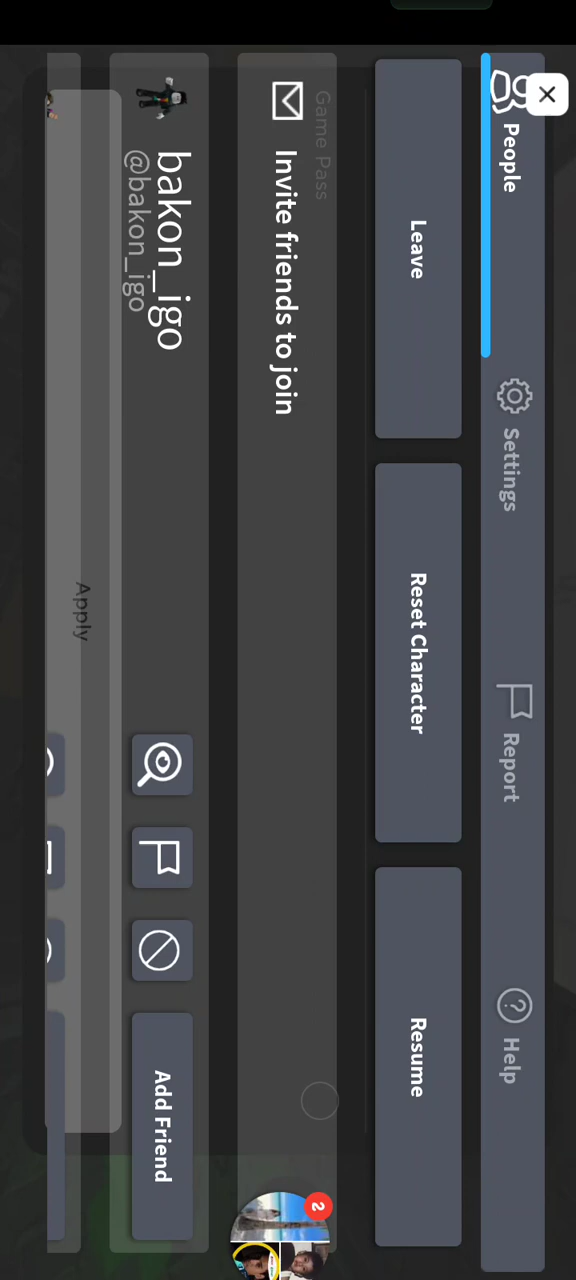 People
Settings
Report
Help
Leave
Reset Character
Resume
Game Pass
Invite friends to join
bakon_igo
@bakon_igo
Add Friend
Apply
2